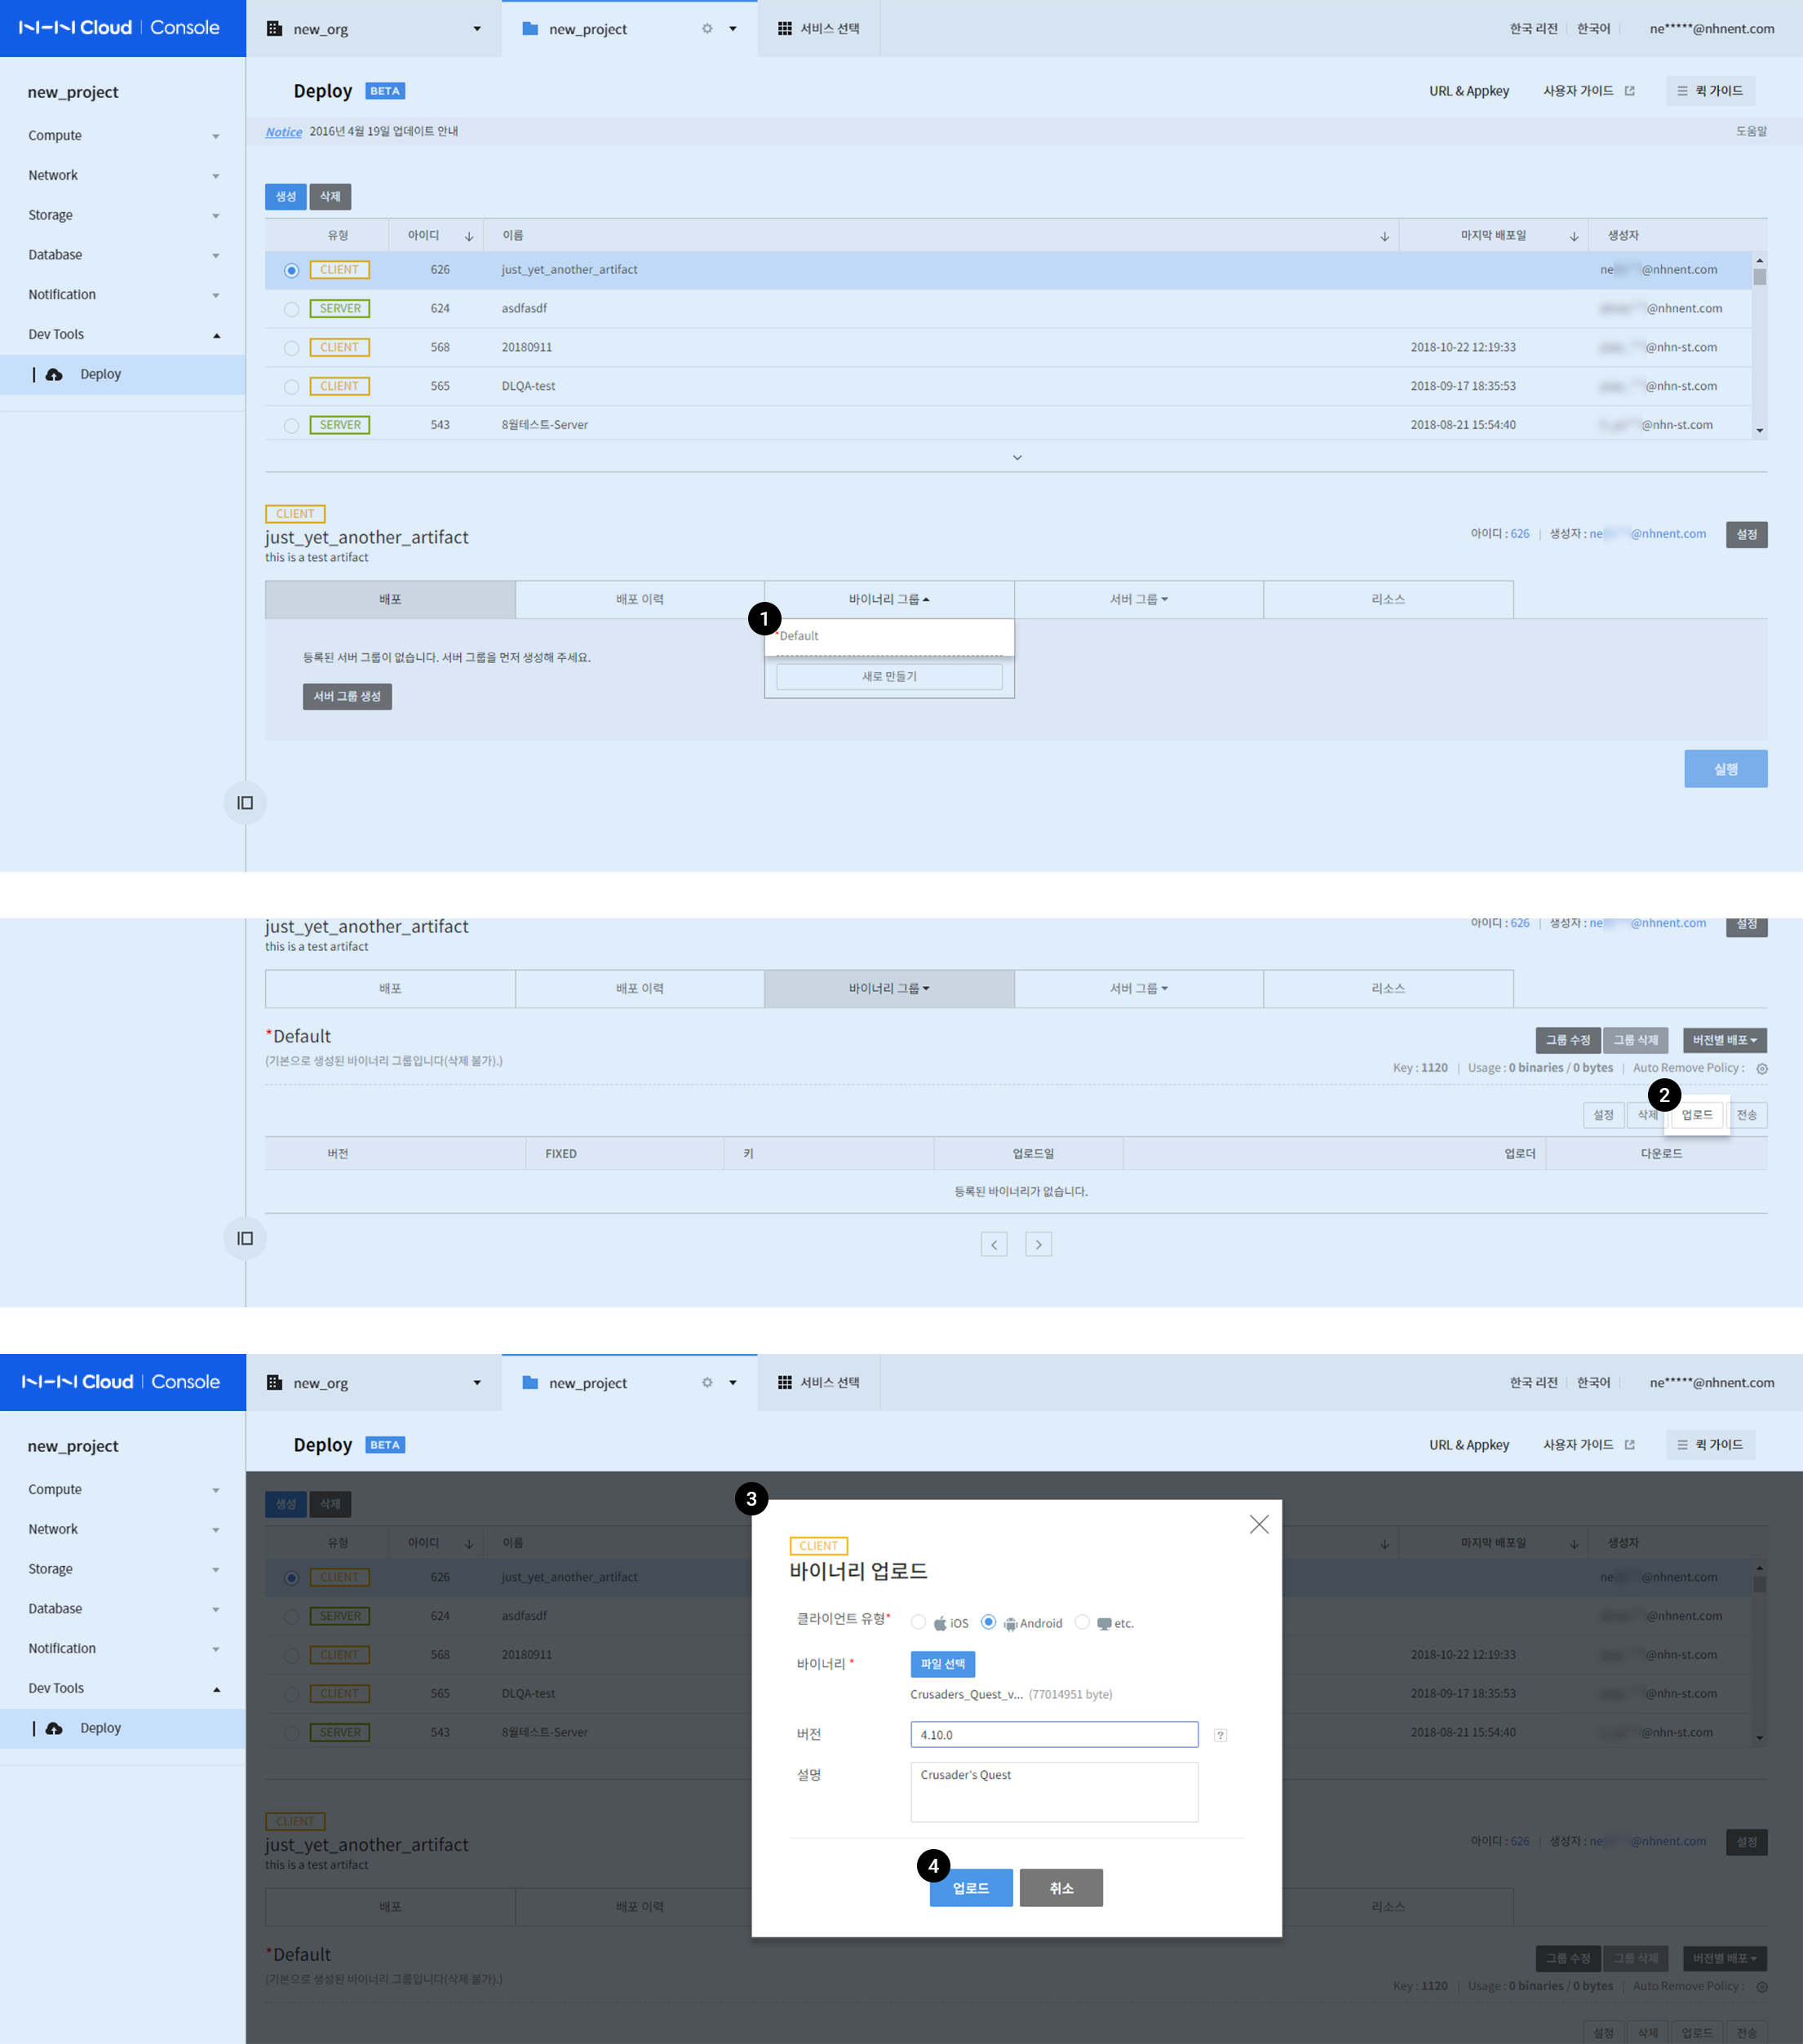 NHN Cloud | Console
new_org
new_project
서비스 선택
한국 리전
한국어
ne*****@nhnent.com
new_project
Compute
Network
Storage
Database
Notification
Dev Tools
Deploy
Deploy BETA
URL & Appkey
사용자 가이드
퀵 가이드
Notice 2016년 4월 19일 업데이트 안내
도움말
생성 삭제
유형 아이디 이름 마지막 배포일 생성자
CLIENT 626 just_yet_another_artifact ne @nhnent.com
SERVER 624 asdfasdf @nhnent.com
CLIENT 568 20180911 2018-10-22 12:19:33 @nhn-st.com
CLIENT 565 DLQA-test 2018-09-17 18:35:53 @nhn-st.com
SERVER 543 8월테스트-Server 2018-08-21 15:54:40 @nhn-st.com
CLIENT
just_yet_another_artifact
this is a test artifact
아이디 : 626 | 생성자 : ne @nhnent.com 설정
배포 배포 이력 바이너리 그룹 서버 그룹 리소스
1
*Default
새로 만들기
등록된 서버 그룹이 없습니다. 서버 그룹을 먼저 생성해 주세요.
서버 그룹 생성
실행
just_yet_another_artifact
this is a test artifact
아이디 : 626 | 생성자 : ne @nhnent.com 설정
배포 배포 이력 바이너리 그룹 서버 그룹 리소스
*Default
(기본으로 생성된 바이너리 그룹입니다(삭제 불가).)
그룹 수정 그룹 삭제 버전별 배포
Key : 1120 | Usage : 0 binaries / 0 bytes | Auto Remove Policy :
2
설정 삭제 업로드 전송
버전 FIXED 키 업로드일 업로더 다운로드
등록된 바이너리가 없습니다.
NHN Cloud | Console
new_org
new_project
서비스 선택
한국 리전
한국어
ne*****@nhnent.com
new_project
Compute
Network
Storage
Database
Notification
Dev Tools
Deploy
Deploy BETA
URL & Appkey
사용자 가이드
퀵 가이드
생성 삭제
유형 아이디 이름 마지막 배포일 생성자
CLIENT 626 just_yet_another_artifact ne @nhnent.com
SERVER 624 asdfasdf @nhnent.com
CLIENT 568 20180911 2018-10-22 12:19:33 @nhn-st.com
CLIENT 565 DLQA-test 2018-09-17 18:35:53 @nhn-st.com
SERVER 543 8월테스트-Server 2018-08-21 15:54:40 @nhn-st.com
CLIENT
just_yet_another_artifact
this is a test artifact
아이디 : 626 | 생성자 : ne @nhnent.com 설정
배포 배포 이력 리소스
*Default
(기본으로 생성된 바이너리 그룹입니다(삭제 불가).)
그룹 수정 그룹 삭제 버전별 배포
Key : 1120 | Usage : 0 binaries / 0 bytes | Auto Remove Policy :
설정 삭제 업로드 전송
3
CLIENT
바이너리 업로드
클라이언트 유형* iOS Android etc.
바이너리 * 파일 선택
Crusaders_Quest_v... (77014951 byte)
버전 4.10.0 ?
설명 Crusader's Quest
4
업로드 취소